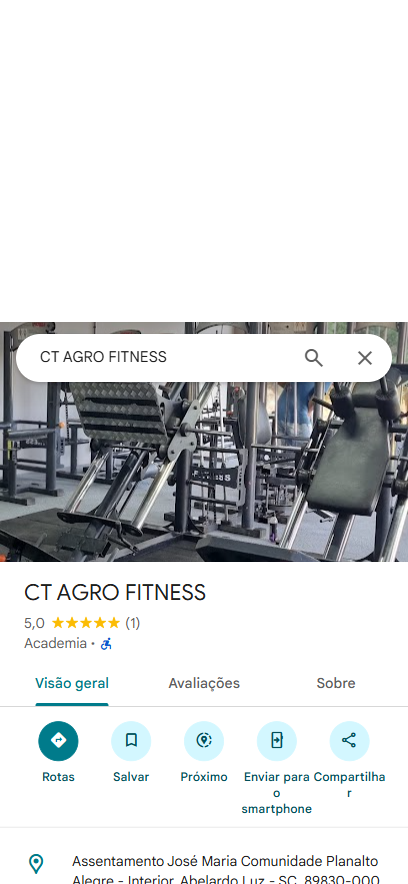 CT AGRO FITNESS
CT AGRO FITNESS
5,0 (1)
Academia ·
Visão geral Avaliações Sobre
Rotas Salvar Próximo Enviar para Compartilha
o r
smartphone
Assentamento José Maria Comunidade Planalto
Alegre - Interior, Abelardo Luz - SC, 89830-000